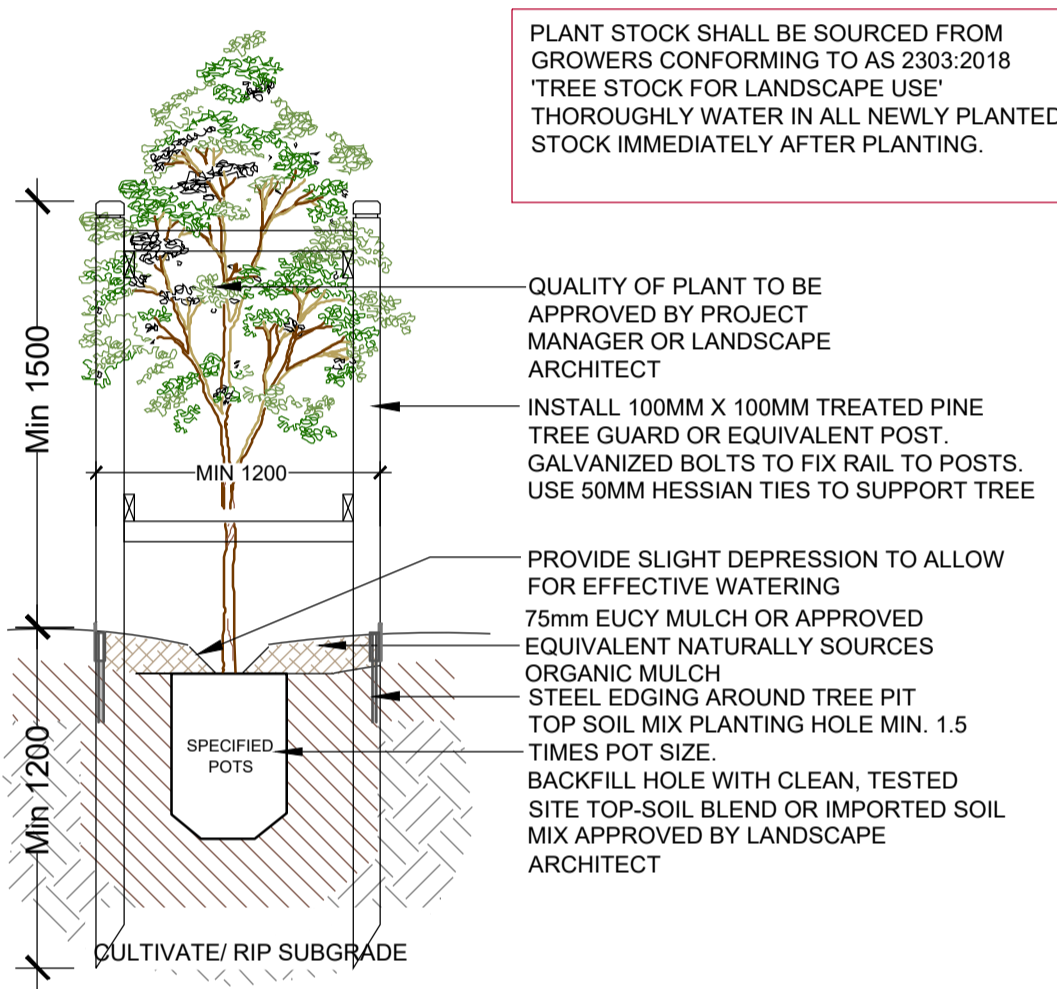 PLANT STOCK SHALL BE SOURCED FROM
GROWERS CONFORMING TO AS 2303:2018
'TREE STOCK FOR LANDSCAPE USE'
THOROUGHLY WATER IN ALL NEWLY PLANTED
STOCK IMMEDIATELY AFTER PLANTING.
QUALITY OF PLANT TO BE
APPROVED BY PROJECT
MANAGER OR LANDSCAPE
ARCHITECT
INSTALL 100MM X 100MM TREATED PINE
TREE GUARD OR EQUIVALENT POST.
GALVANIZED BOLTS TO FIX RAIL TO POSTS.
USE 50MM HESSIAN TIES TO SUPPORT TREE
PROVIDE SLIGHT DEPRESSION TO ALLOW
FOR EFFECTIVE WATERING
75mm EUCY MULCH OR APPROVED
EQUIVALENT NATURALLY SOURCES
ORGANIC MULCH
STEEL EDGING AROUND TREE PIT
TOP SOIL MIX PLANTING HOLE MIN. 1.5
TIMES POT SIZE.
BACKFILL HOLE WITH CLEAN, TESTED
SITE TOP-SOIL BLEND OR IMPORTED SOIL
MIX APPROVED BY LANDSCAPE
ARCHITECT
Min 1500
MIN 1200
Min 1200
SPECIFIED
POTS
CULTIVATE/ RIP SUBGRADE